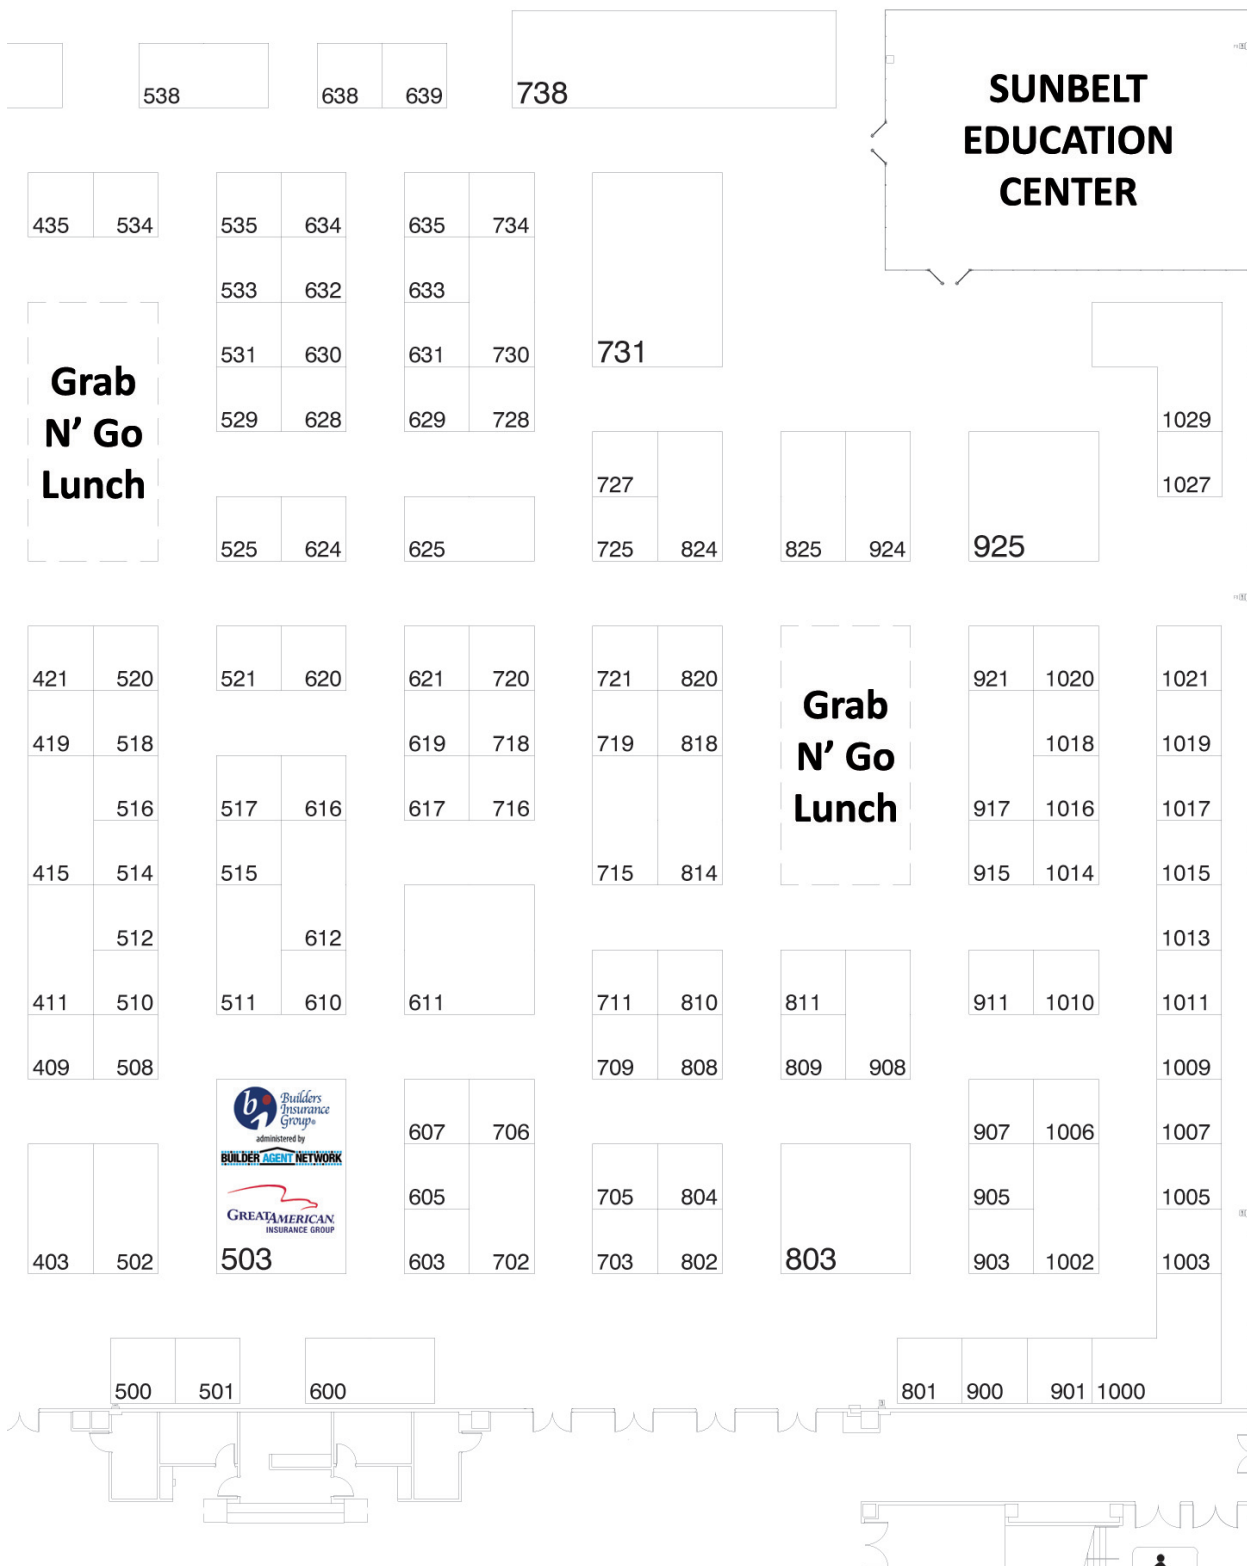 538 638 639 738
SUNBELT
EDUCATION
CENTER
435 534 535 634 635 734
533 632 633
531 630 631 730 731
529 628 629 728
Grab
N’ Go
Lunch
1029
727 1027
525 624 625 725 824 825 924 925
421 520 521 620 621 720 721 820 921 1020 1021
419 518 619 718 719 818 1018 1019
516 517 616 617 716 917 1016 1017
Grab
N’ Go
Lunch
415 514 515 715 814 915 1014 1015
512 612 1013
411 510 511 610 611 711 810 811 911 1010 1011
409 508 709 808 809 908 1009
b
Builders
Insurance
Group®
administered by
BUILDER AGENT NETWORK
GREATAMERICAN.
INSURANCE GROUP
607 706 907 1006 1007
605 705 804 905 1005
403 502 503 603 702 703 802 803 903 1002 1003
500 501 600 801 900 901 1000